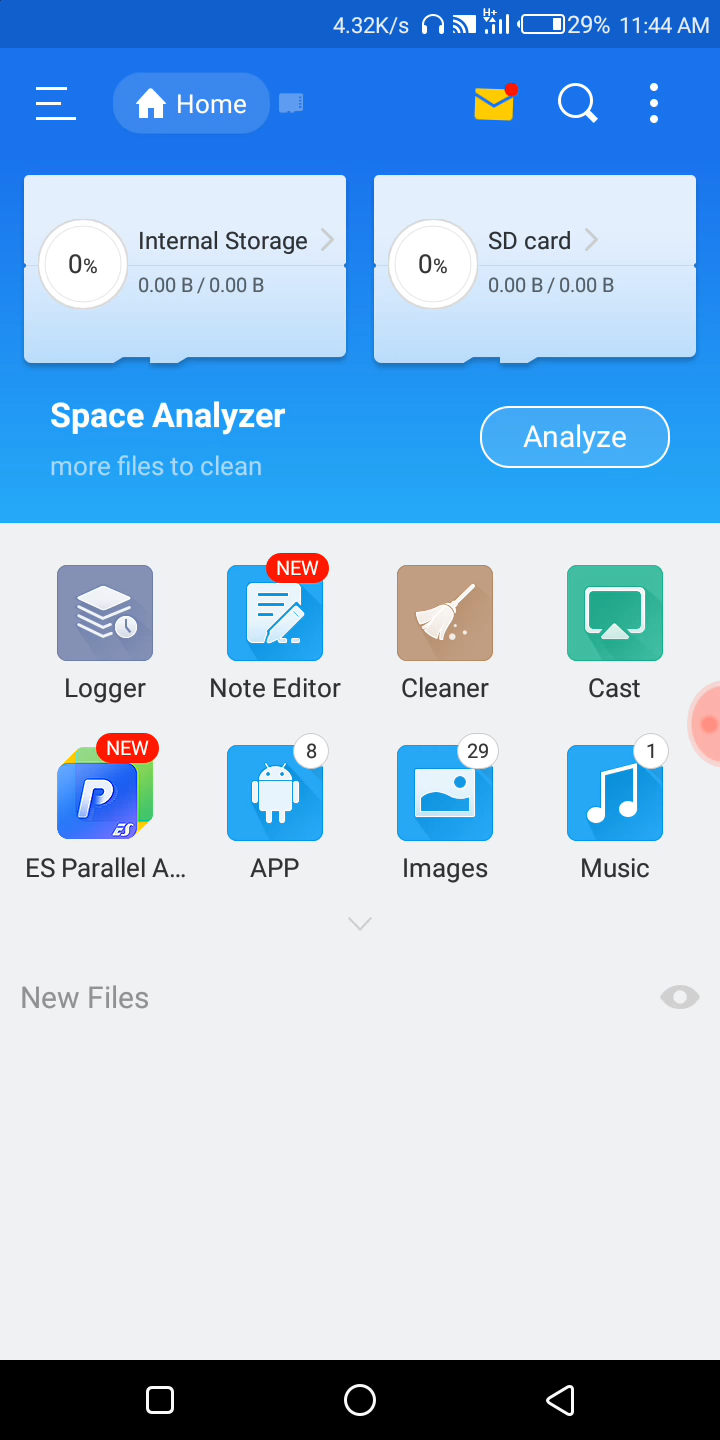 4.32K/s H+ 29% 11:44 AM
Home
0% Internal Storage
0.00 B / 0.00 B
0% SD card
0.00 B / 0.00 B
Space Analyzer
more files to clean
Analyze
NEW
Logger Note Editor Cleaner Cast
NEW 8 29 1
P ES
ES Parallel A... APP Images Music
New Files